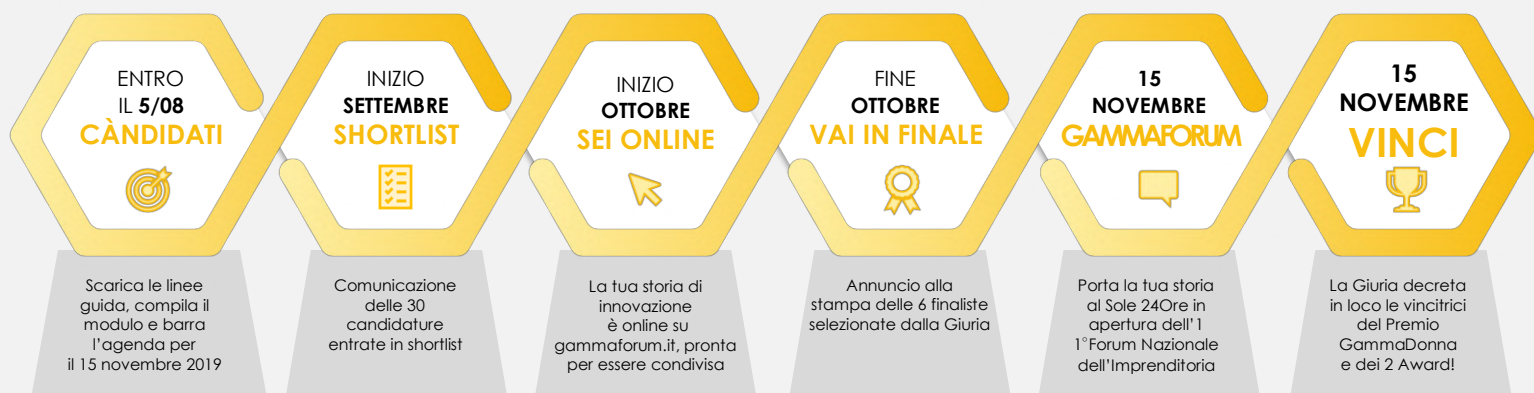 ENTRO
IL 5/08
CÀNDIDATI
Scarica le linee
guida, compila il
modulo e barra
l'agenda per
il 15 novembre 2019
INIZIO
SETTEMBRE
SHORTLIST
Comunicazione
delle 30
candidature
entrate in shortlist
INIZIO
OTTOBRE
SEI ONLINE
La tua storia di
innovazione
è online su
gammaforum.it, pronta
per essere condivisa
FINE
OTTOBRE
VAI IN FINALE
Annuncio alla
stampa delle 6 finaliste
selezionate dalla Giuria
15
NOVEMBRE
GAMMAFORUM
Porta la tua storia
al Sole 24Ore in
apertura dell'1
1°Forum Nazionale
dell'Imprenditoria
15
NOVEMBRE
VINCI
La Giuria decreta
in loco le vincitrici
del Premio
GammaDonna
e dei 2 Award!